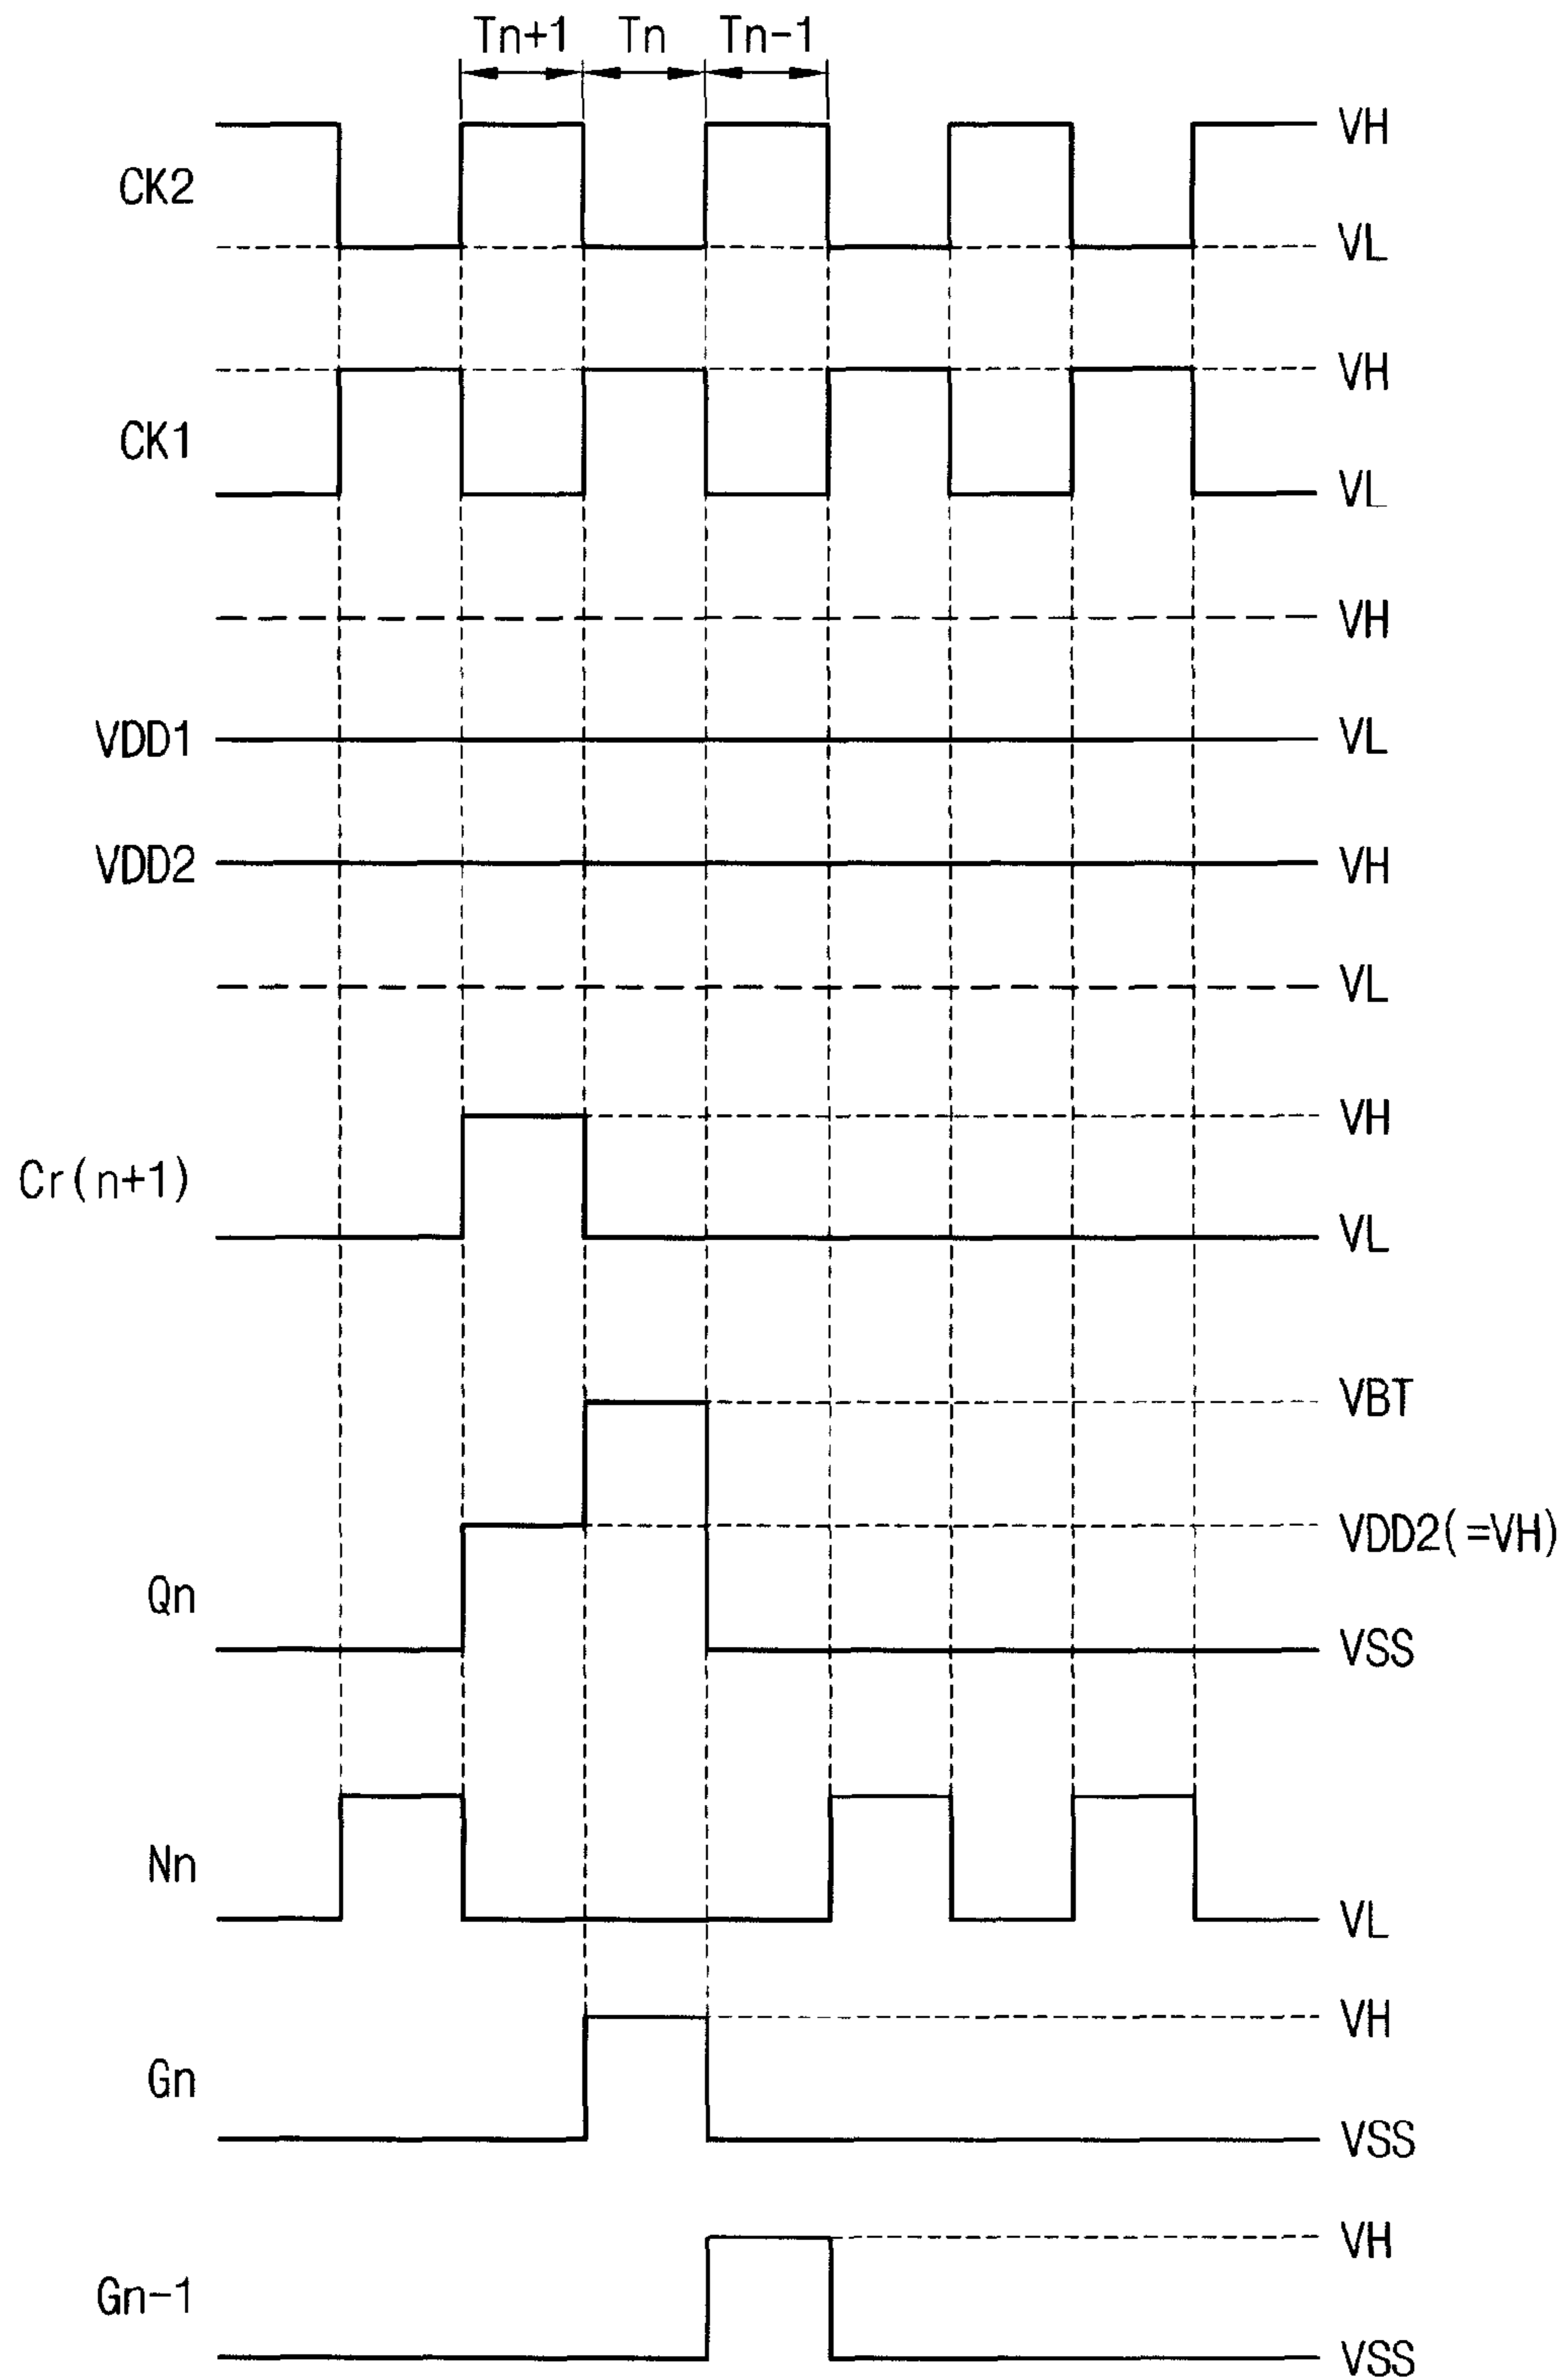 Tn+1 Tn Tn-1
VH
CK2
VL
VH
CK1
VL
VH
VDD1 VL
VDD2 VH
VL
VH
Cr(n+1)
VL
VBT
VDD2(=VH)
Qn
VSS
Nn
VL
VH
Gn
VSS
VH
Gn-1
VSS